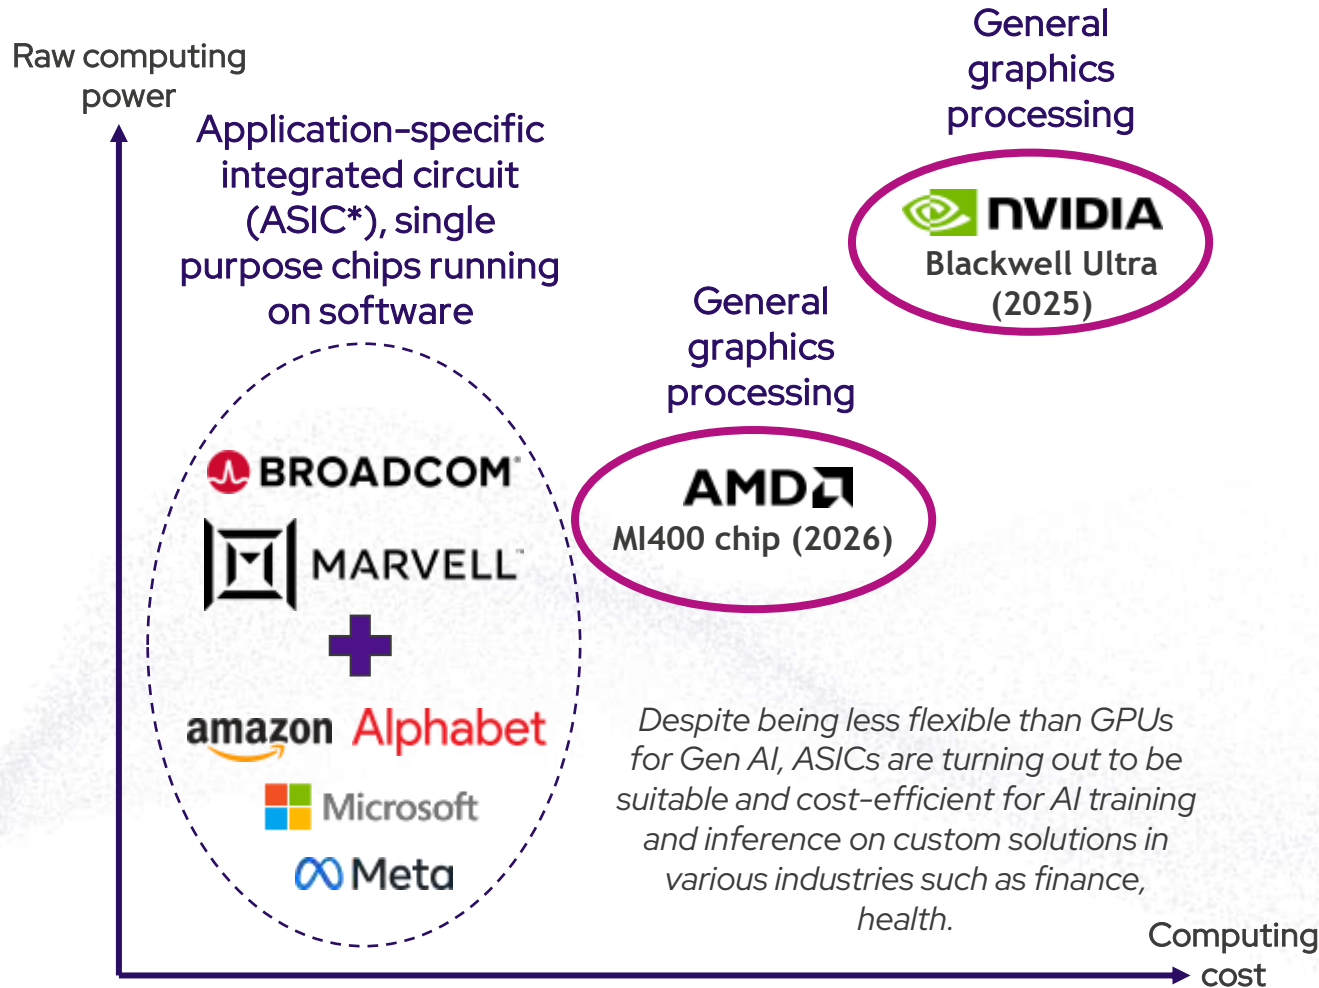 Raw computing
power
Application-specific
integrated circuit
(ASIC*), single
purpose chips running
on software
BROADCOM
MARVELL™
amazon Alphabet
Microsoft
Meta
General
graphics
processing
AMD
MI400 chip (2026)
General
graphics
processing
NVIDIA
Blackwell Ultra
(2025)
Despite being less flexible than GPUs
for Gen AI, ASICs are turning out to be
suitable and cost-efficient for AI training
and inference on custom solutions in
various industries such as finance,
health.
Computing
cost